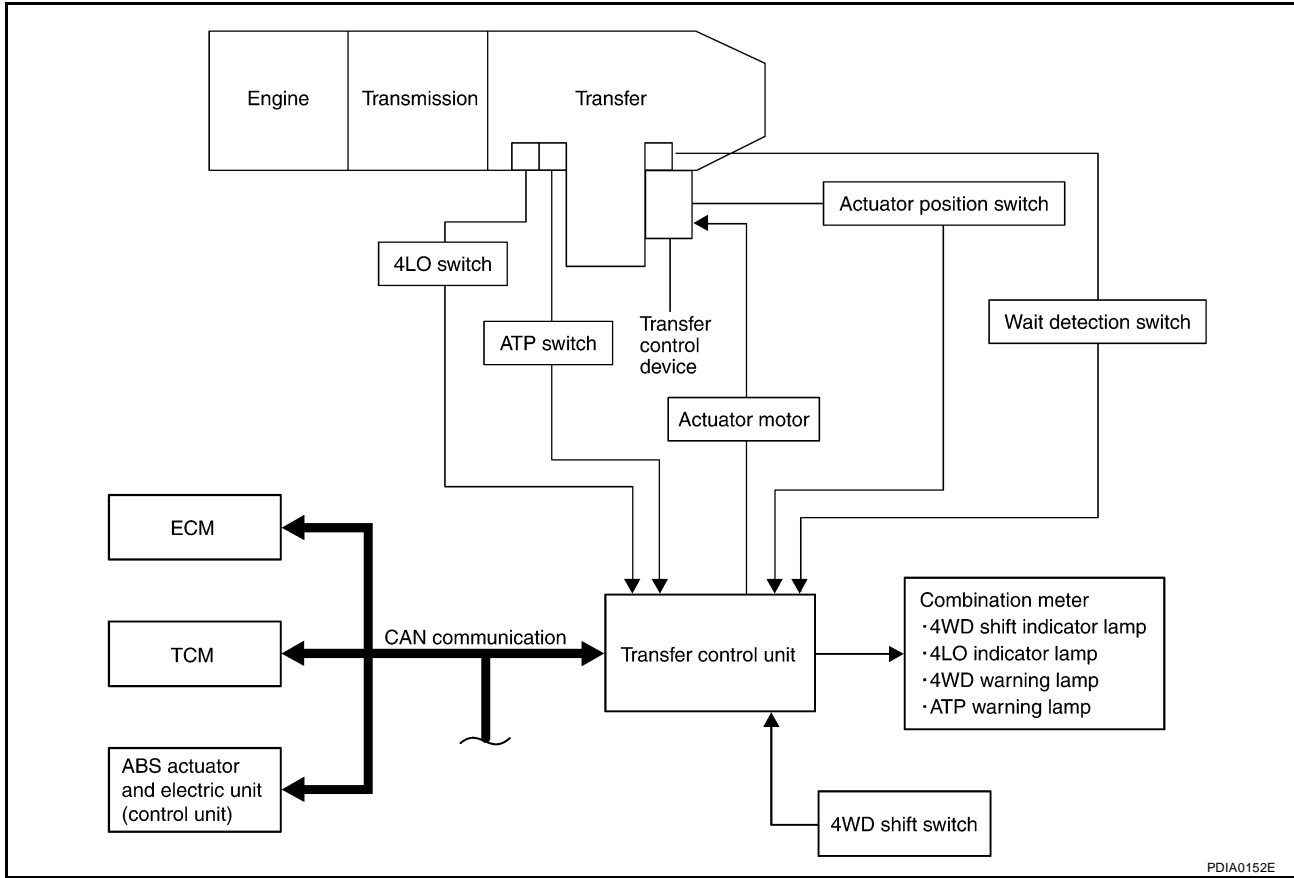 Engine
Transmission
Transfer
Actuator position switch
4LO switch
Wait detection switch
ATP switch
Transfer
control
device
Actuator motor
ECM
CAN communication
TCM
Transfer control unit
Combination meter
·4WD shift indicator lamp
·4LO indicator lamp
·4WD warning lamp
·ATP warning lamp
ABS actuator
and electric unit
(control unit)
4WD shift switch
PDIA0152E